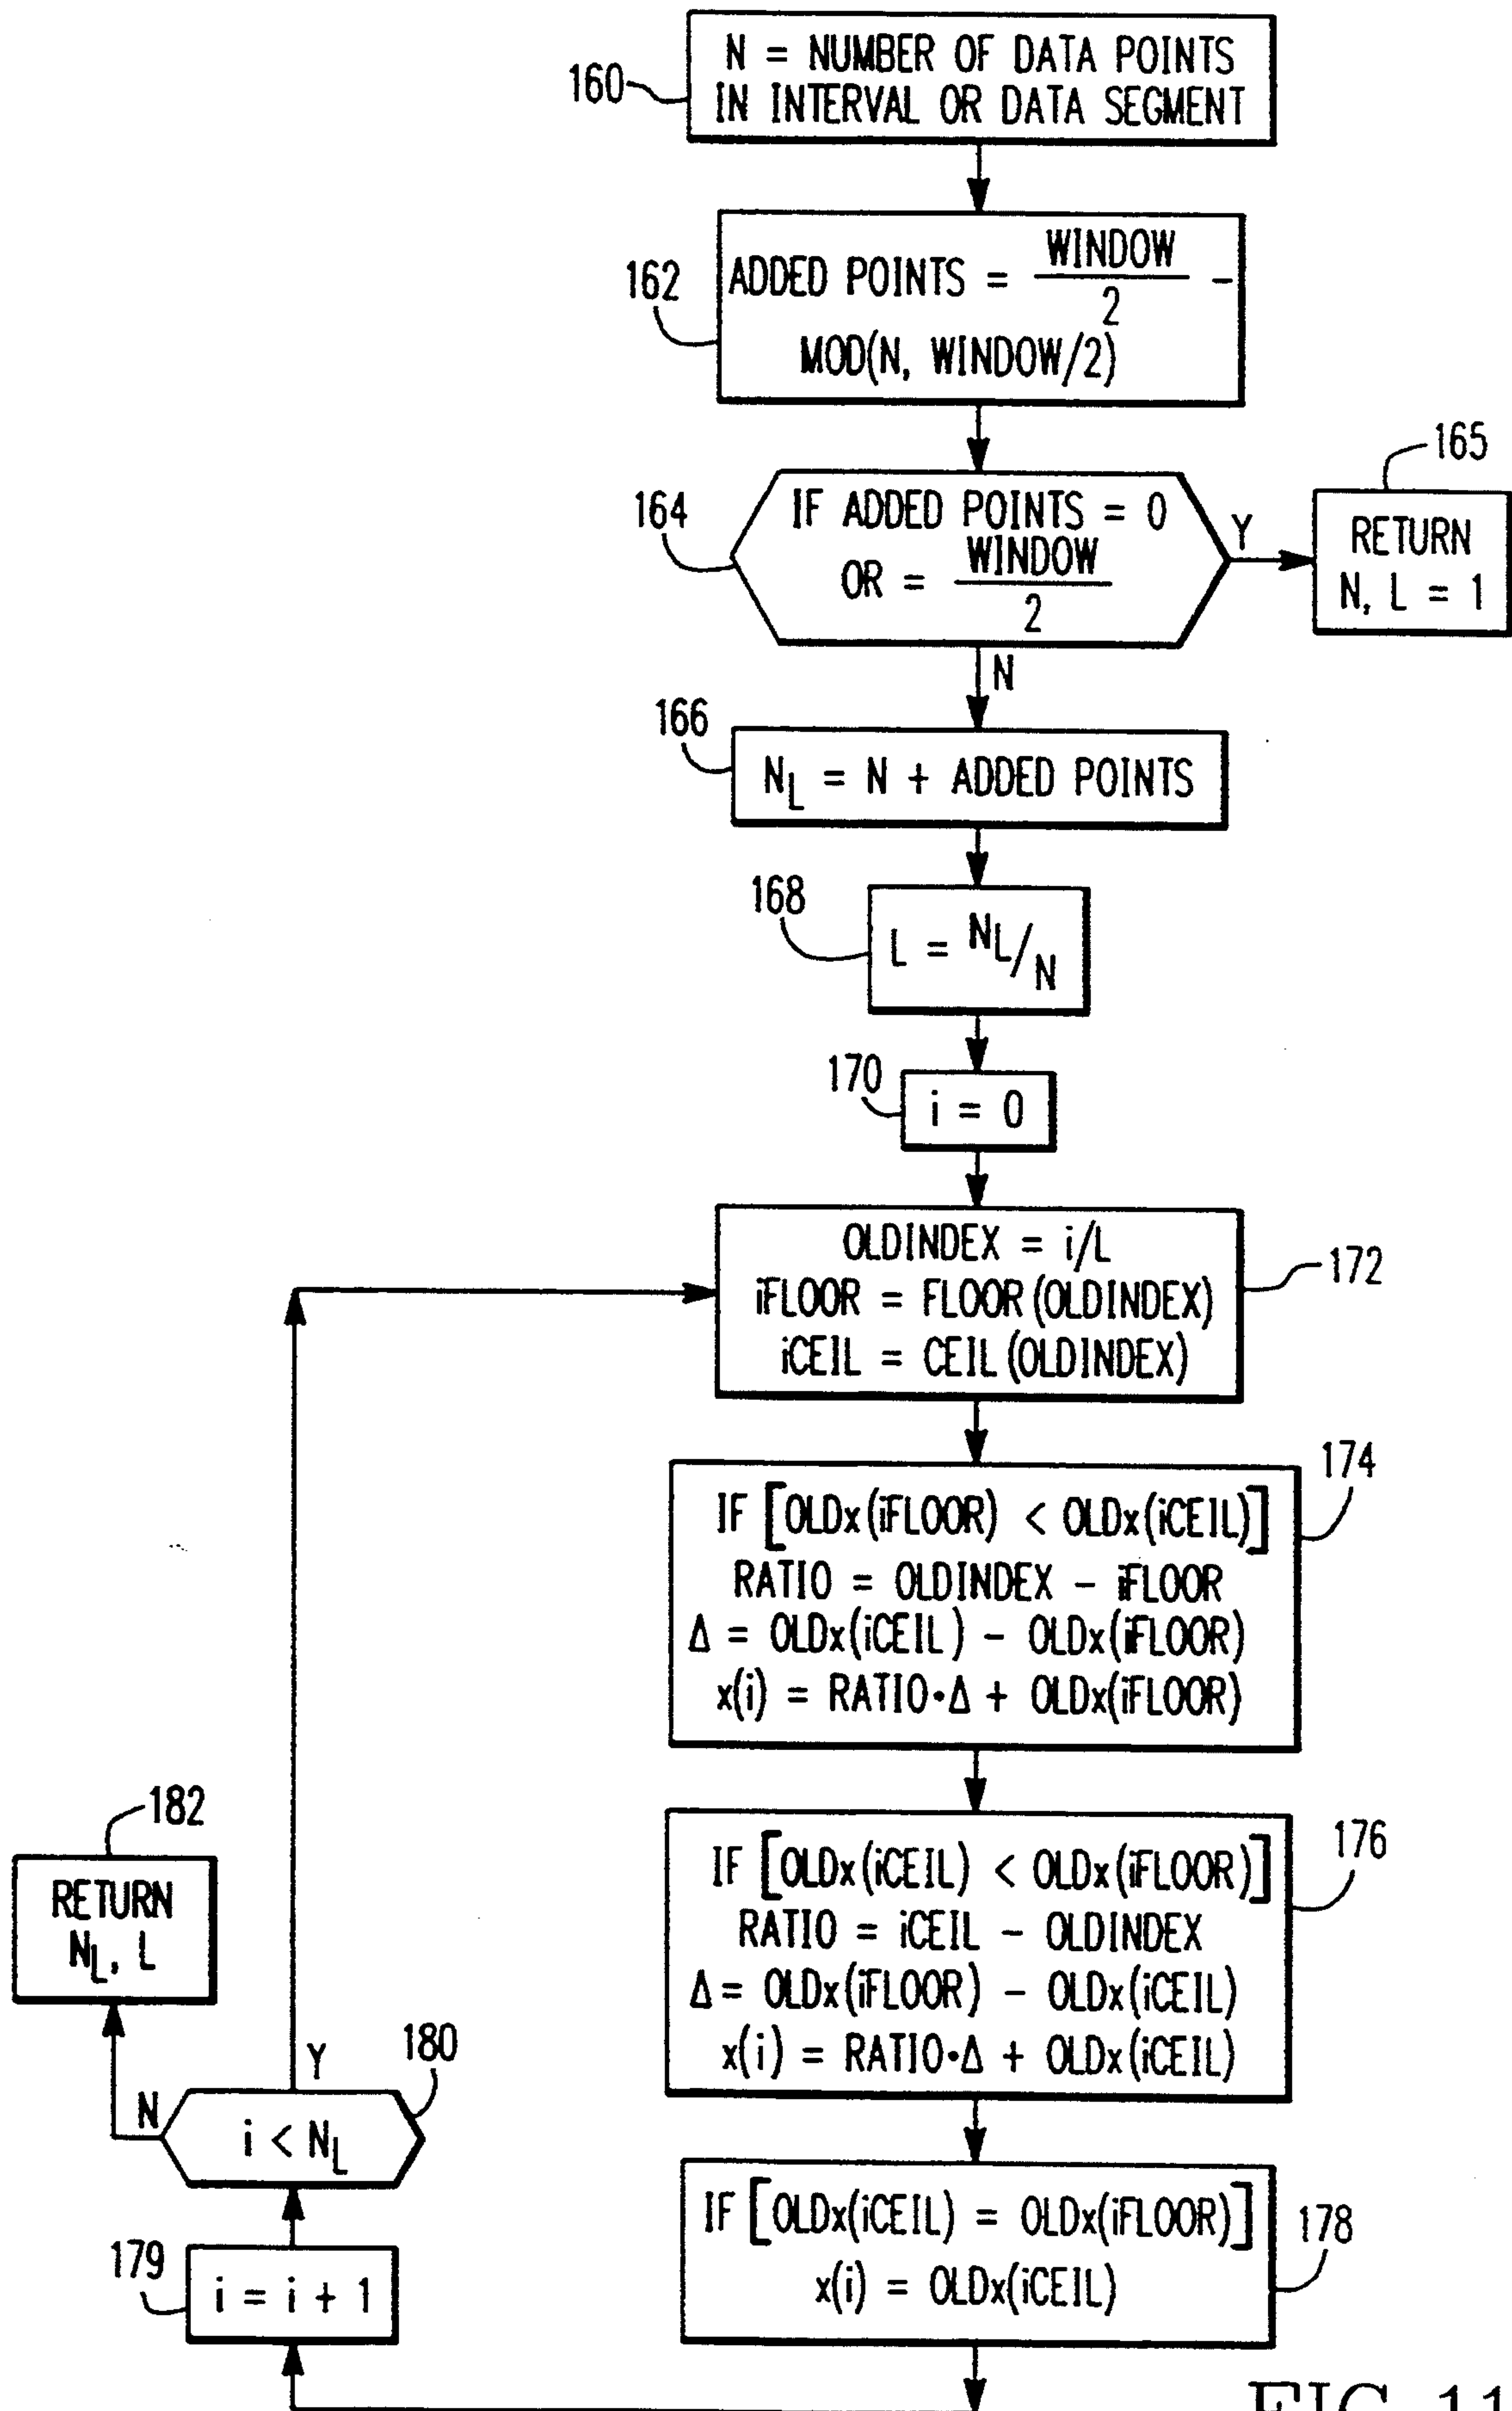 160
N = NUMBER OF DATA POINTS
IN INTERVAL OR DATA SEGMENT
162
ADDED POINTS = WINDOW/2 -
MOD(N, WINDOW/2)
164
IF ADDED POINTS = 0
OR = WINDOW/2
Y
165
RETURN
N, L = 1
N
166
N_L = N + ADDED POINTS
168
L = N_L/N
170
i = 0
172
OLDINDEX = i/L
iFLOOR = FLOOR(OLDINDEX)
iCEIL = CEIL(OLDINDEX)
174
IF [OLDx(iFLOOR) < OLDx(iCEIL)]
RATIO = OLDINDEX - iFLOOR
Δ = OLDx(iCEIL) - OLDx(iFLOOR)
x(i) = RATIO·Δ + OLDx(iFLOOR)
176
IF [OLDx(iCEIL) < OLDx(iFLOOR)]
RATIO = iCEIL - OLDINDEX
Δ = OLDx(iFLOOR) - OLDx(iCEIL)
x(i) = RATIO·Δ + OLDx(iCEIL)
178
IF [OLDx(iCEIL) = OLDx(iFLOOR)]
x(i) = OLDx(iCEIL)
179
i = i + 1
180
i < N_L
Y
N
182
RETURN
N_L, L
FIG. 11